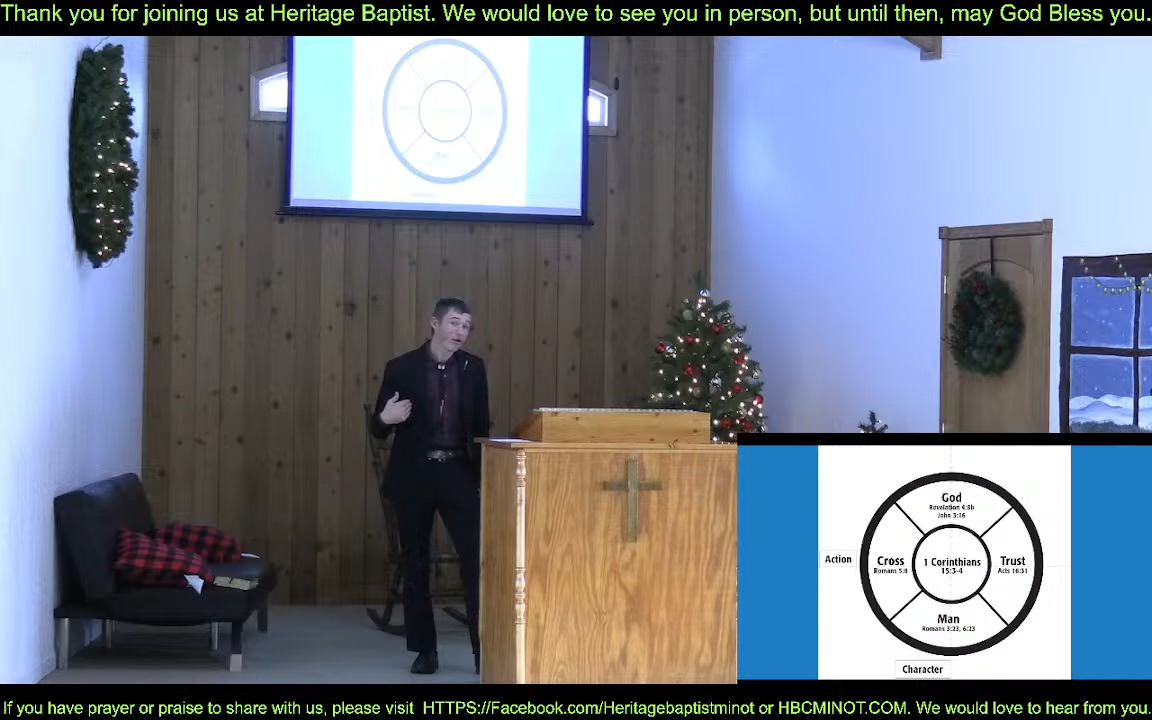 Thank you for joining us at Heritage Baptist. We would love to see you in person, but until then, may God Bless you.
God
Revelation 4:8b
John 3:16
Action
Cross
Romans 5:8
1 Corinthians
15:3-4
Trust
Acts 16:31
Man
Romans 3:23, 6:23
Character
If you have prayer or praise to share with us, please visit HTTPS://Facebook.com/Heritagebaptistminot or HBCMINOT.COM. We would love to hear from you.